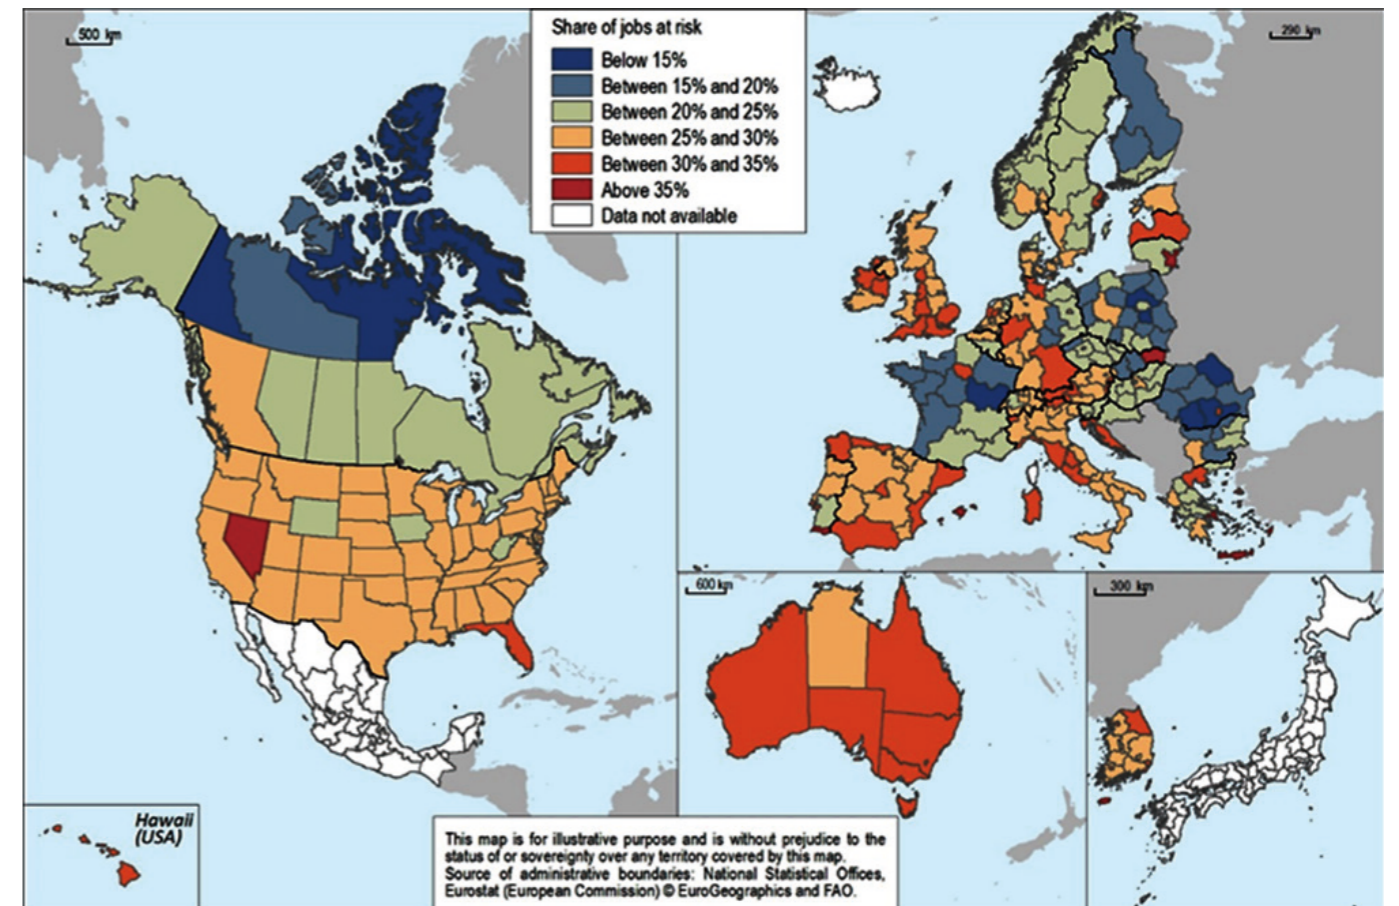 500 km
Share of jobs at risk
Below 15%
Between 15% and 20%
Between 20% and 25%
Between 25% and 30%
Between 30% and 35%
Above 35%
Data not available
290 km
600 km
300 km
Hawaii
(USA)
This map is for illustrative purpose and is without prejudice to the
status of or sovereignty over any territory covered by this map.
Source of administrative boundaries: National Statistical Offices,
Eurostat (European Commission) © EuroGeographics and FAO.